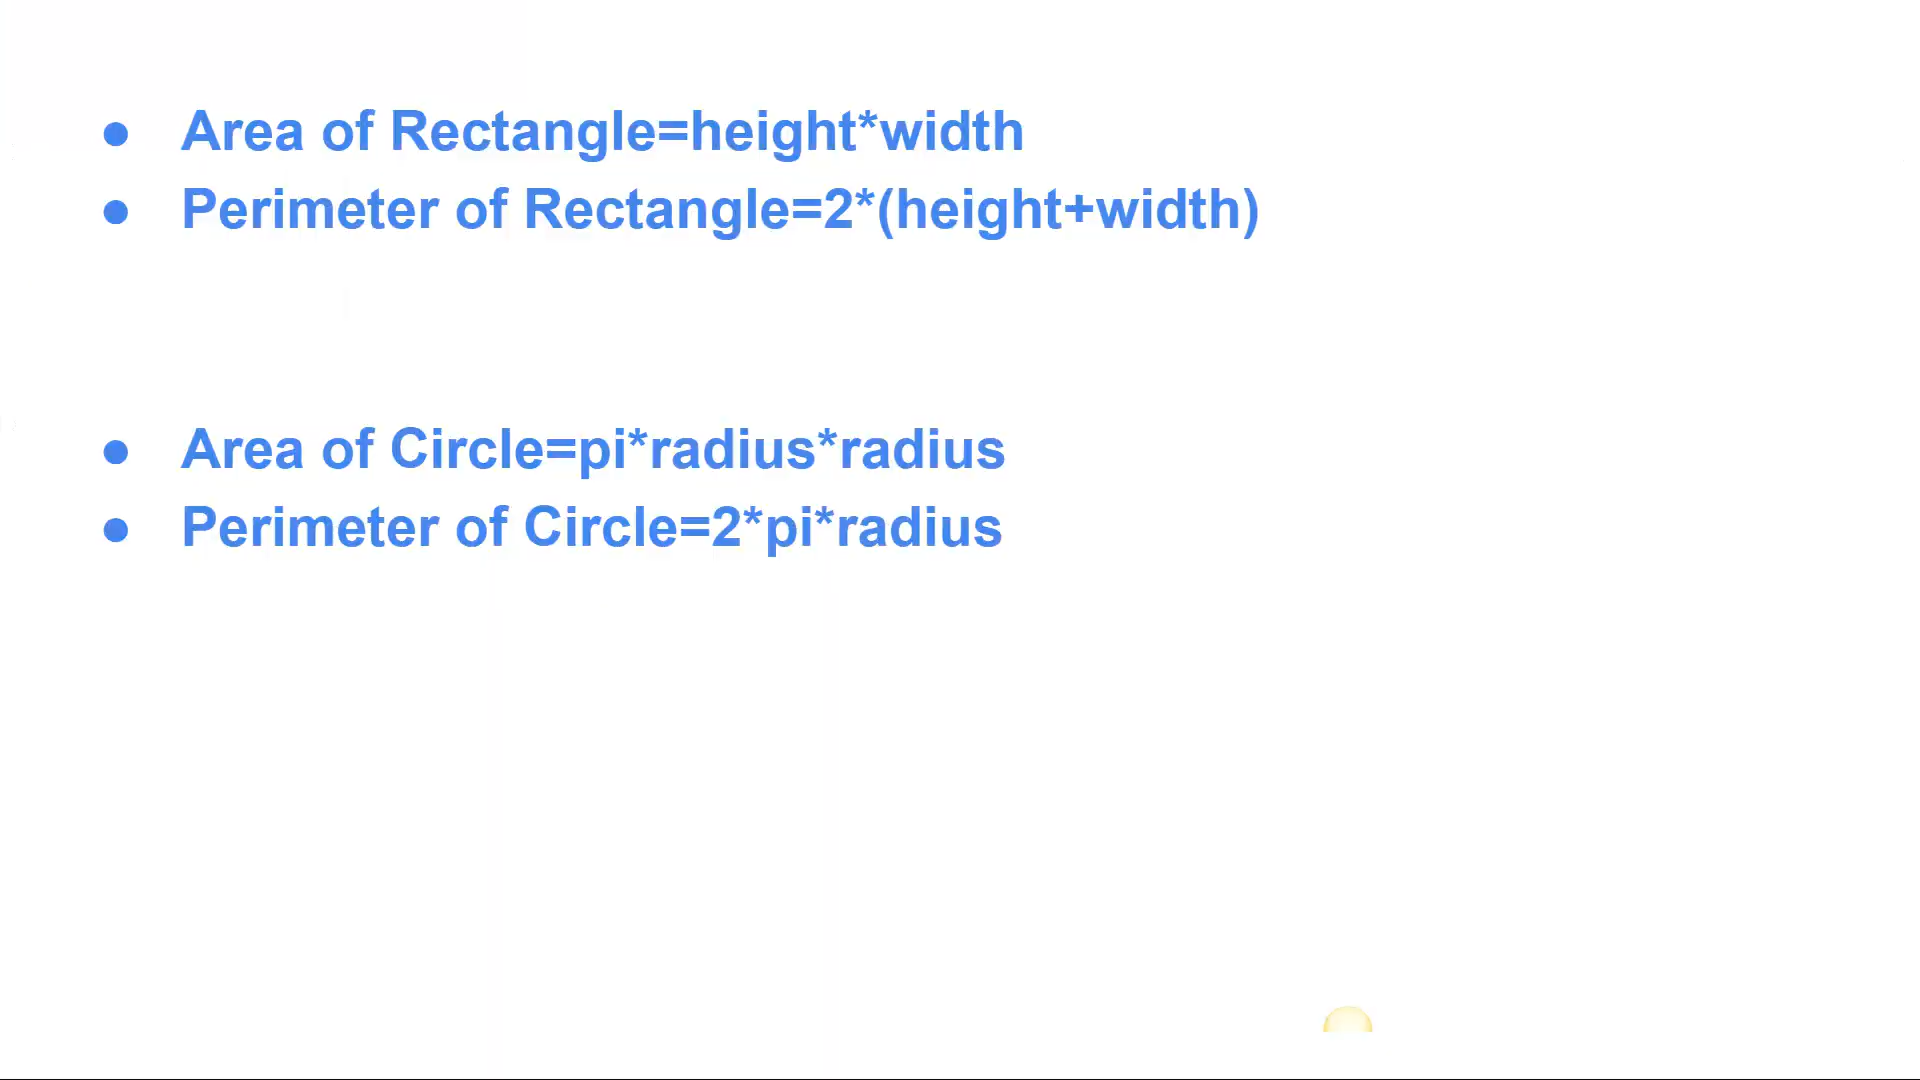 ● Area of Rectangle=height*width
● Perimeter of Rectangle=2*(height+width)
● Area of Circle=pi*radius*radius
● Perimeter of Circle=2*pi*radius